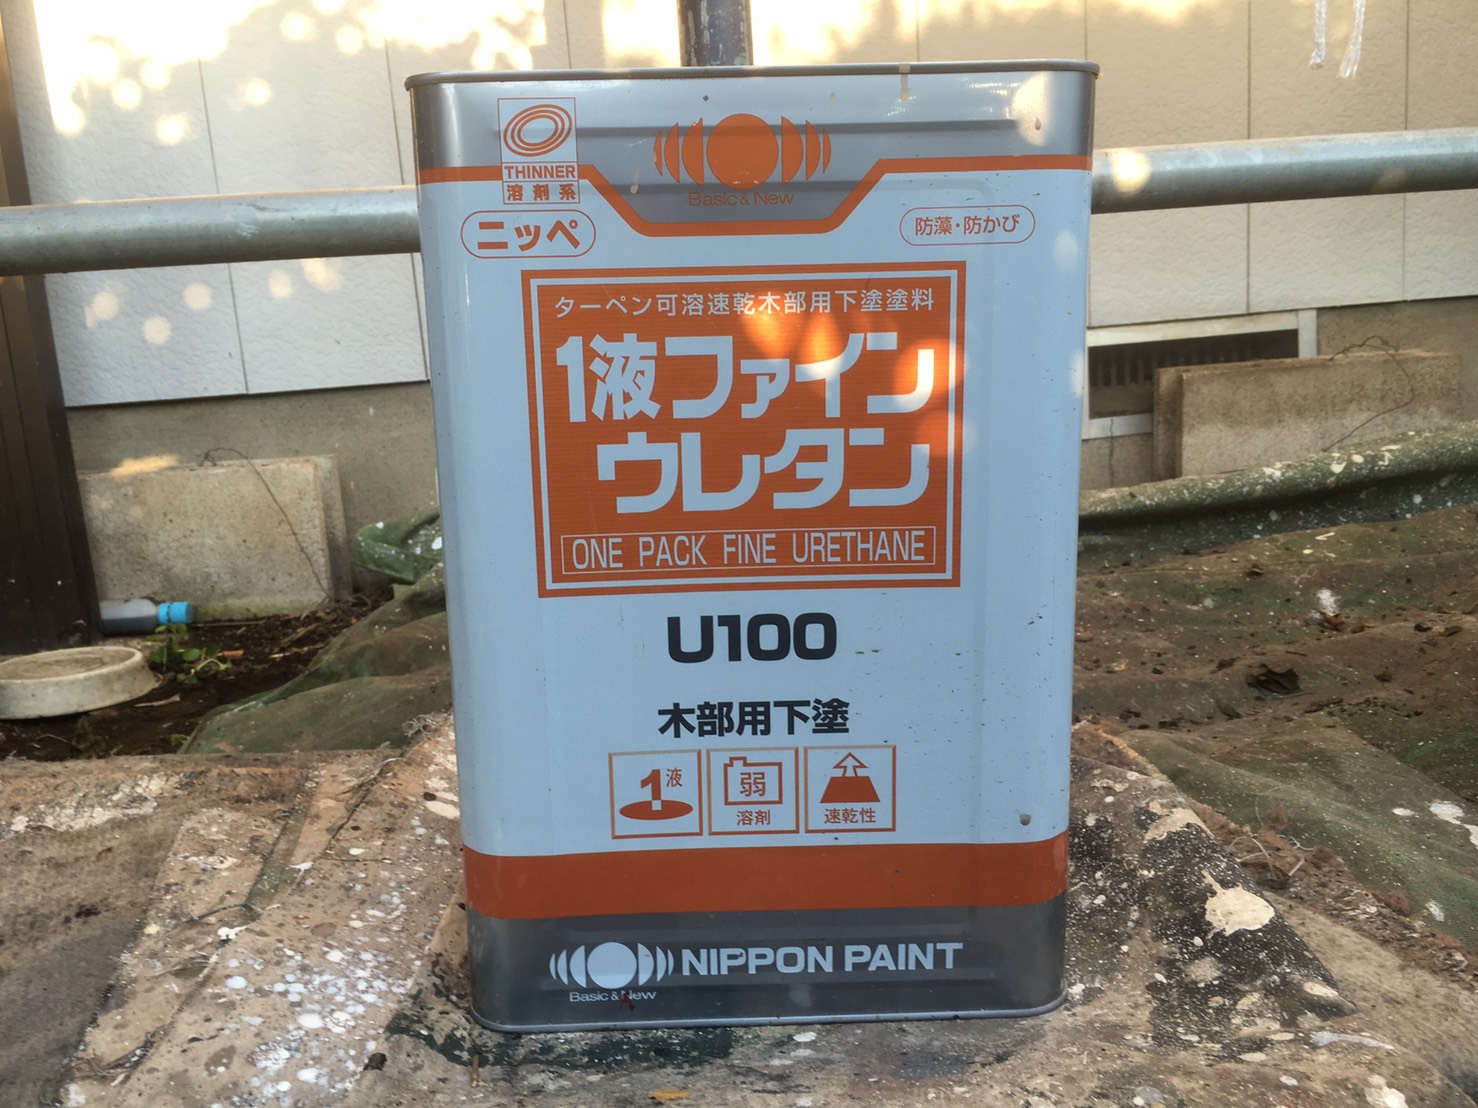 THINNER
溶剤系
Basic & New
ニッペ
防藻・防かび
ターペン可溶速乾木部用下塗塗料
1液ファイン
ウレタン
ONE PACK FINE URETHANE
U100
木部用下塗
1液
弱
溶剤
速乾性
NIPPON PAINT
Basic & New